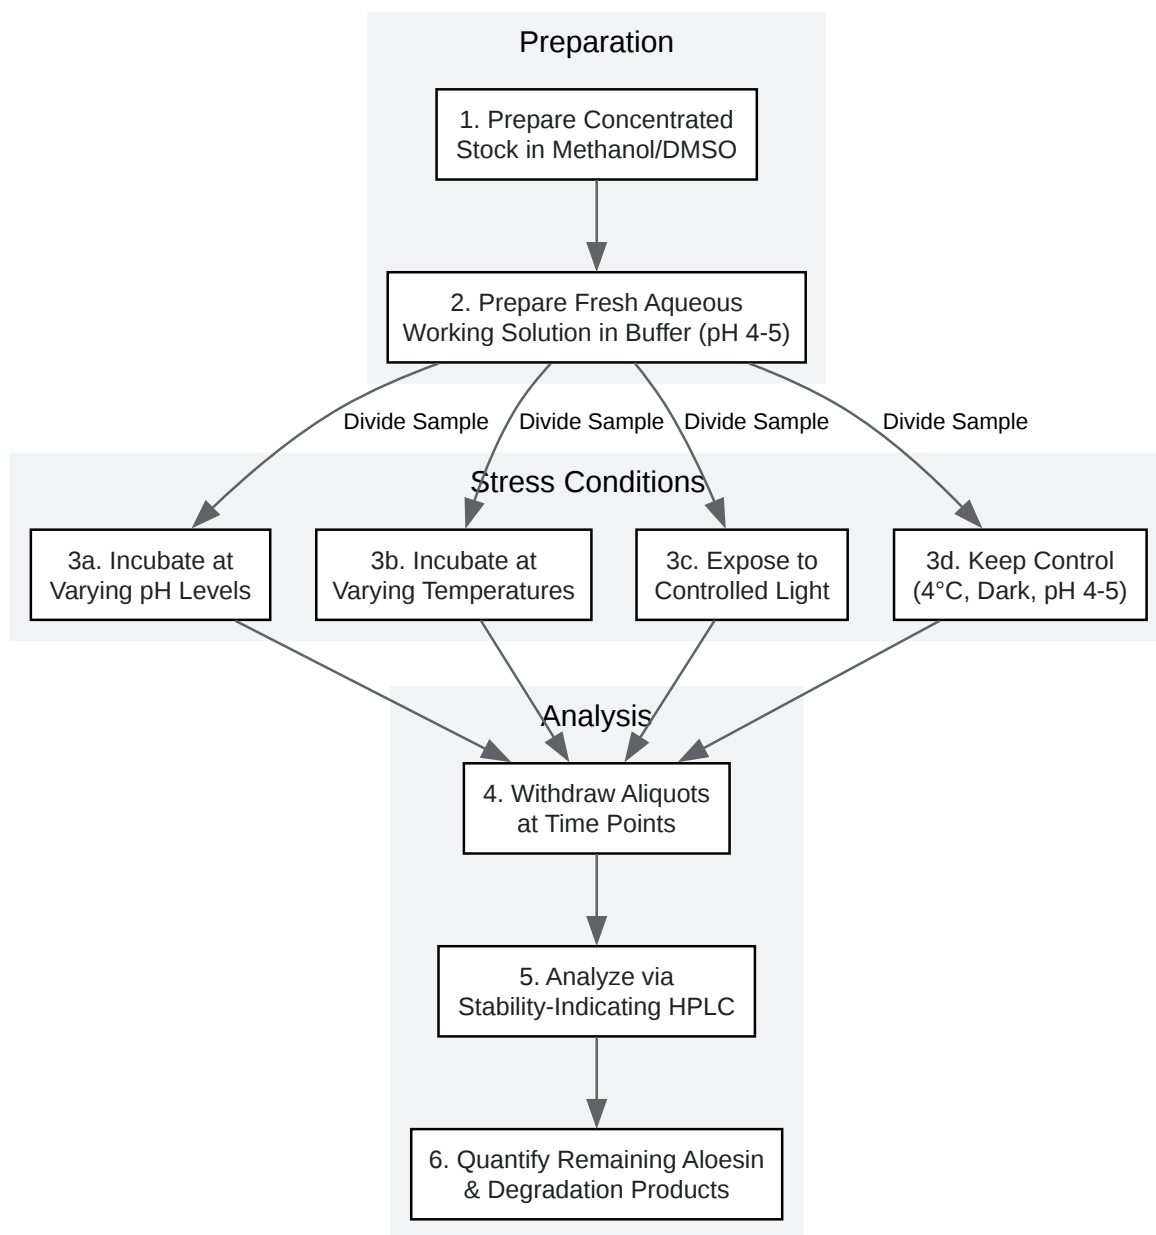 Preparation
1. Prepare Concentrated
Stock in Methanol/DMSO
2. Prepare Fresh Aqueous
Working Solution in Buffer (pH 4-5)
Divide Sample
Divide Sample
Divide Sample
Divide Sample
Stress Conditions
3a. Incubate at
Varying pH Levels
3b. Incubate at
Varying Temperatures
3c. Expose to
Controlled Light
3d. Keep Control
(4°C, Dark, pH 4-5)
Analysis
4. Withdraw Aliquots
at Time Points
5. Analyze via
Stability-Indicating HPLC
6. Quantify Remaining Aloesin
& Degradation Products